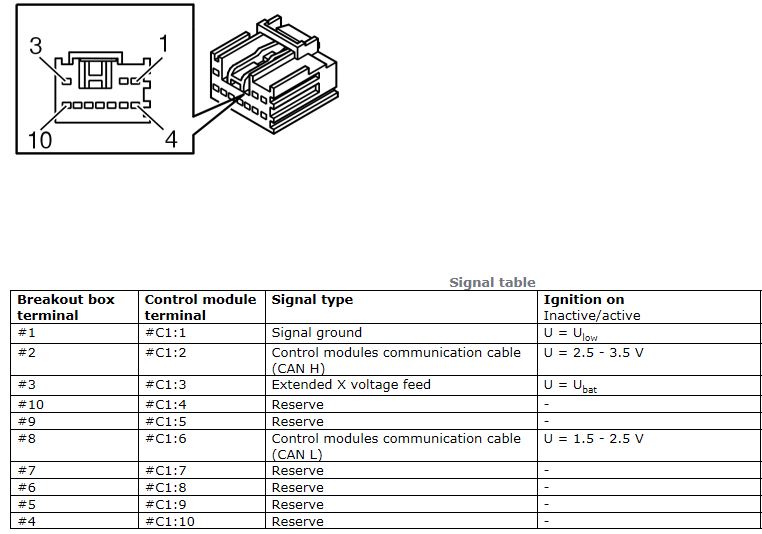 3
1
10
4
Signal table
Breakout box terminal | Control module terminal | Signal type | Ignition on Inactive/active
#1 | #C1:1 | Signal ground | U = Ulow
#2 | #C1:2 | Control modules communication cable (CAN H) | U = 2.5 - 3.5 V
#3 | #C1:3 | Extended X voltage feed | U = Ubat
#10 | #C1:4 | Reserve | -
#9 | #C1:5 | Reserve | -
#8 | #C1:6 | Control modules communication cable (CAN L) | U = 1.5 - 2.5 V
#7 | #C1:7 | Reserve | -
#6 | #C1:8 | Reserve | -
#5 | #C1:9 | Reserve | -
#4 | #C1:10 | Reserve | -